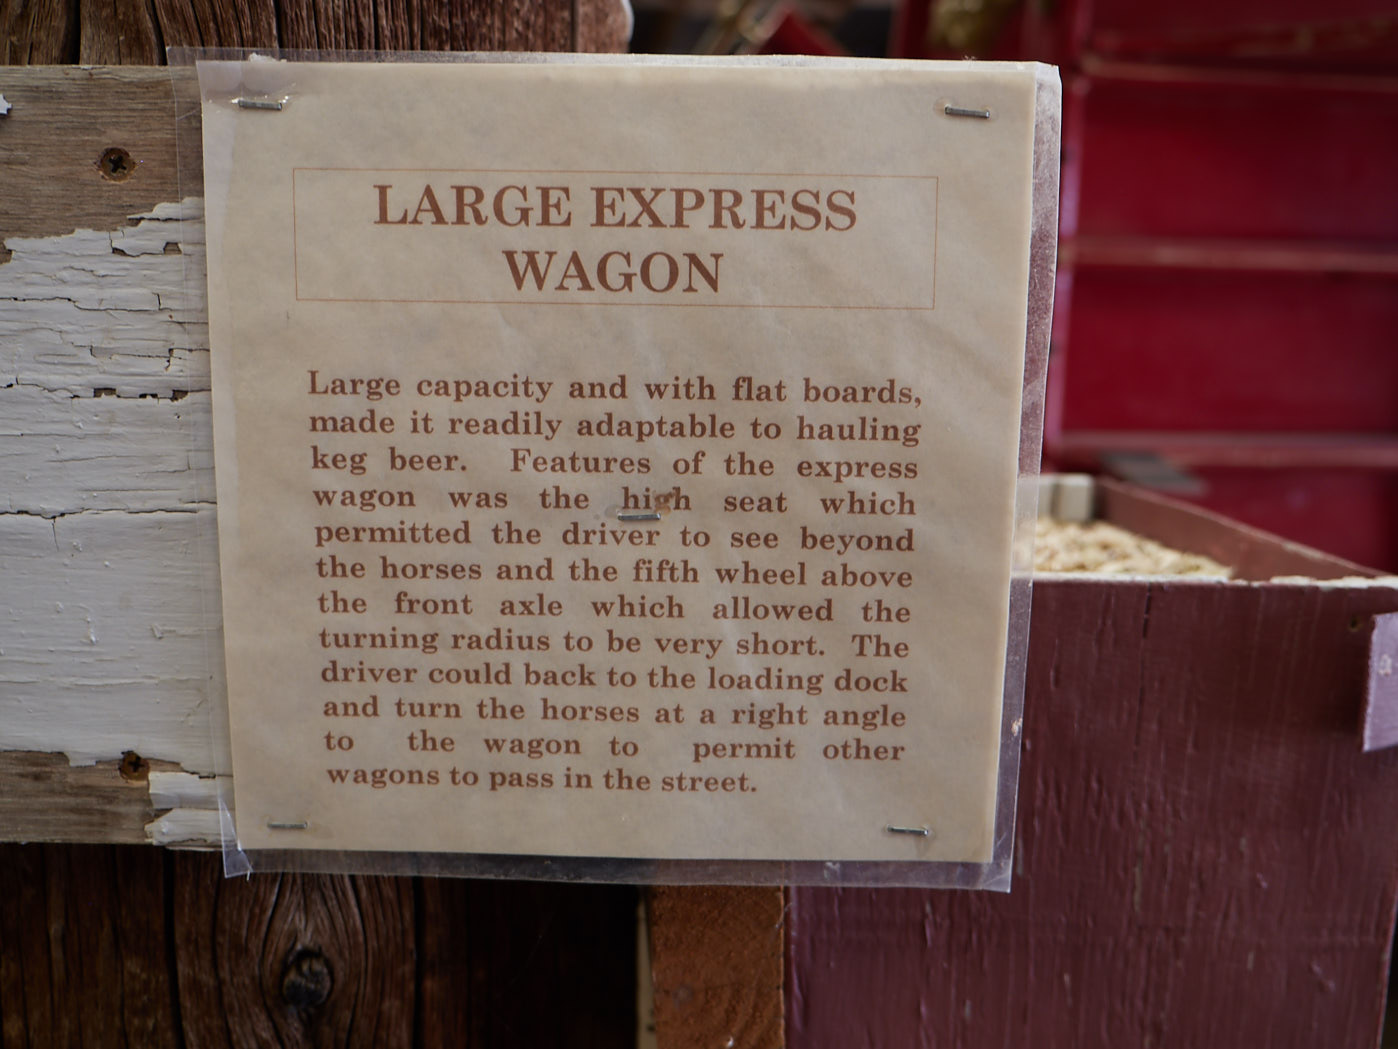 LARGE EXPRESS
WAGON
Large capacity and with flat boards,
made it readily adaptable to hauling
keg beer. Features of the express
wagon was the high seat which
permitted the driver to see beyond
the horses and the fifth wheel above
the front axle which allowed the
turning radius to be very short. The
driver could back to the loading dock
and turn the horses at a right angle
to the wagon to permit other
wagons to pass in the street.